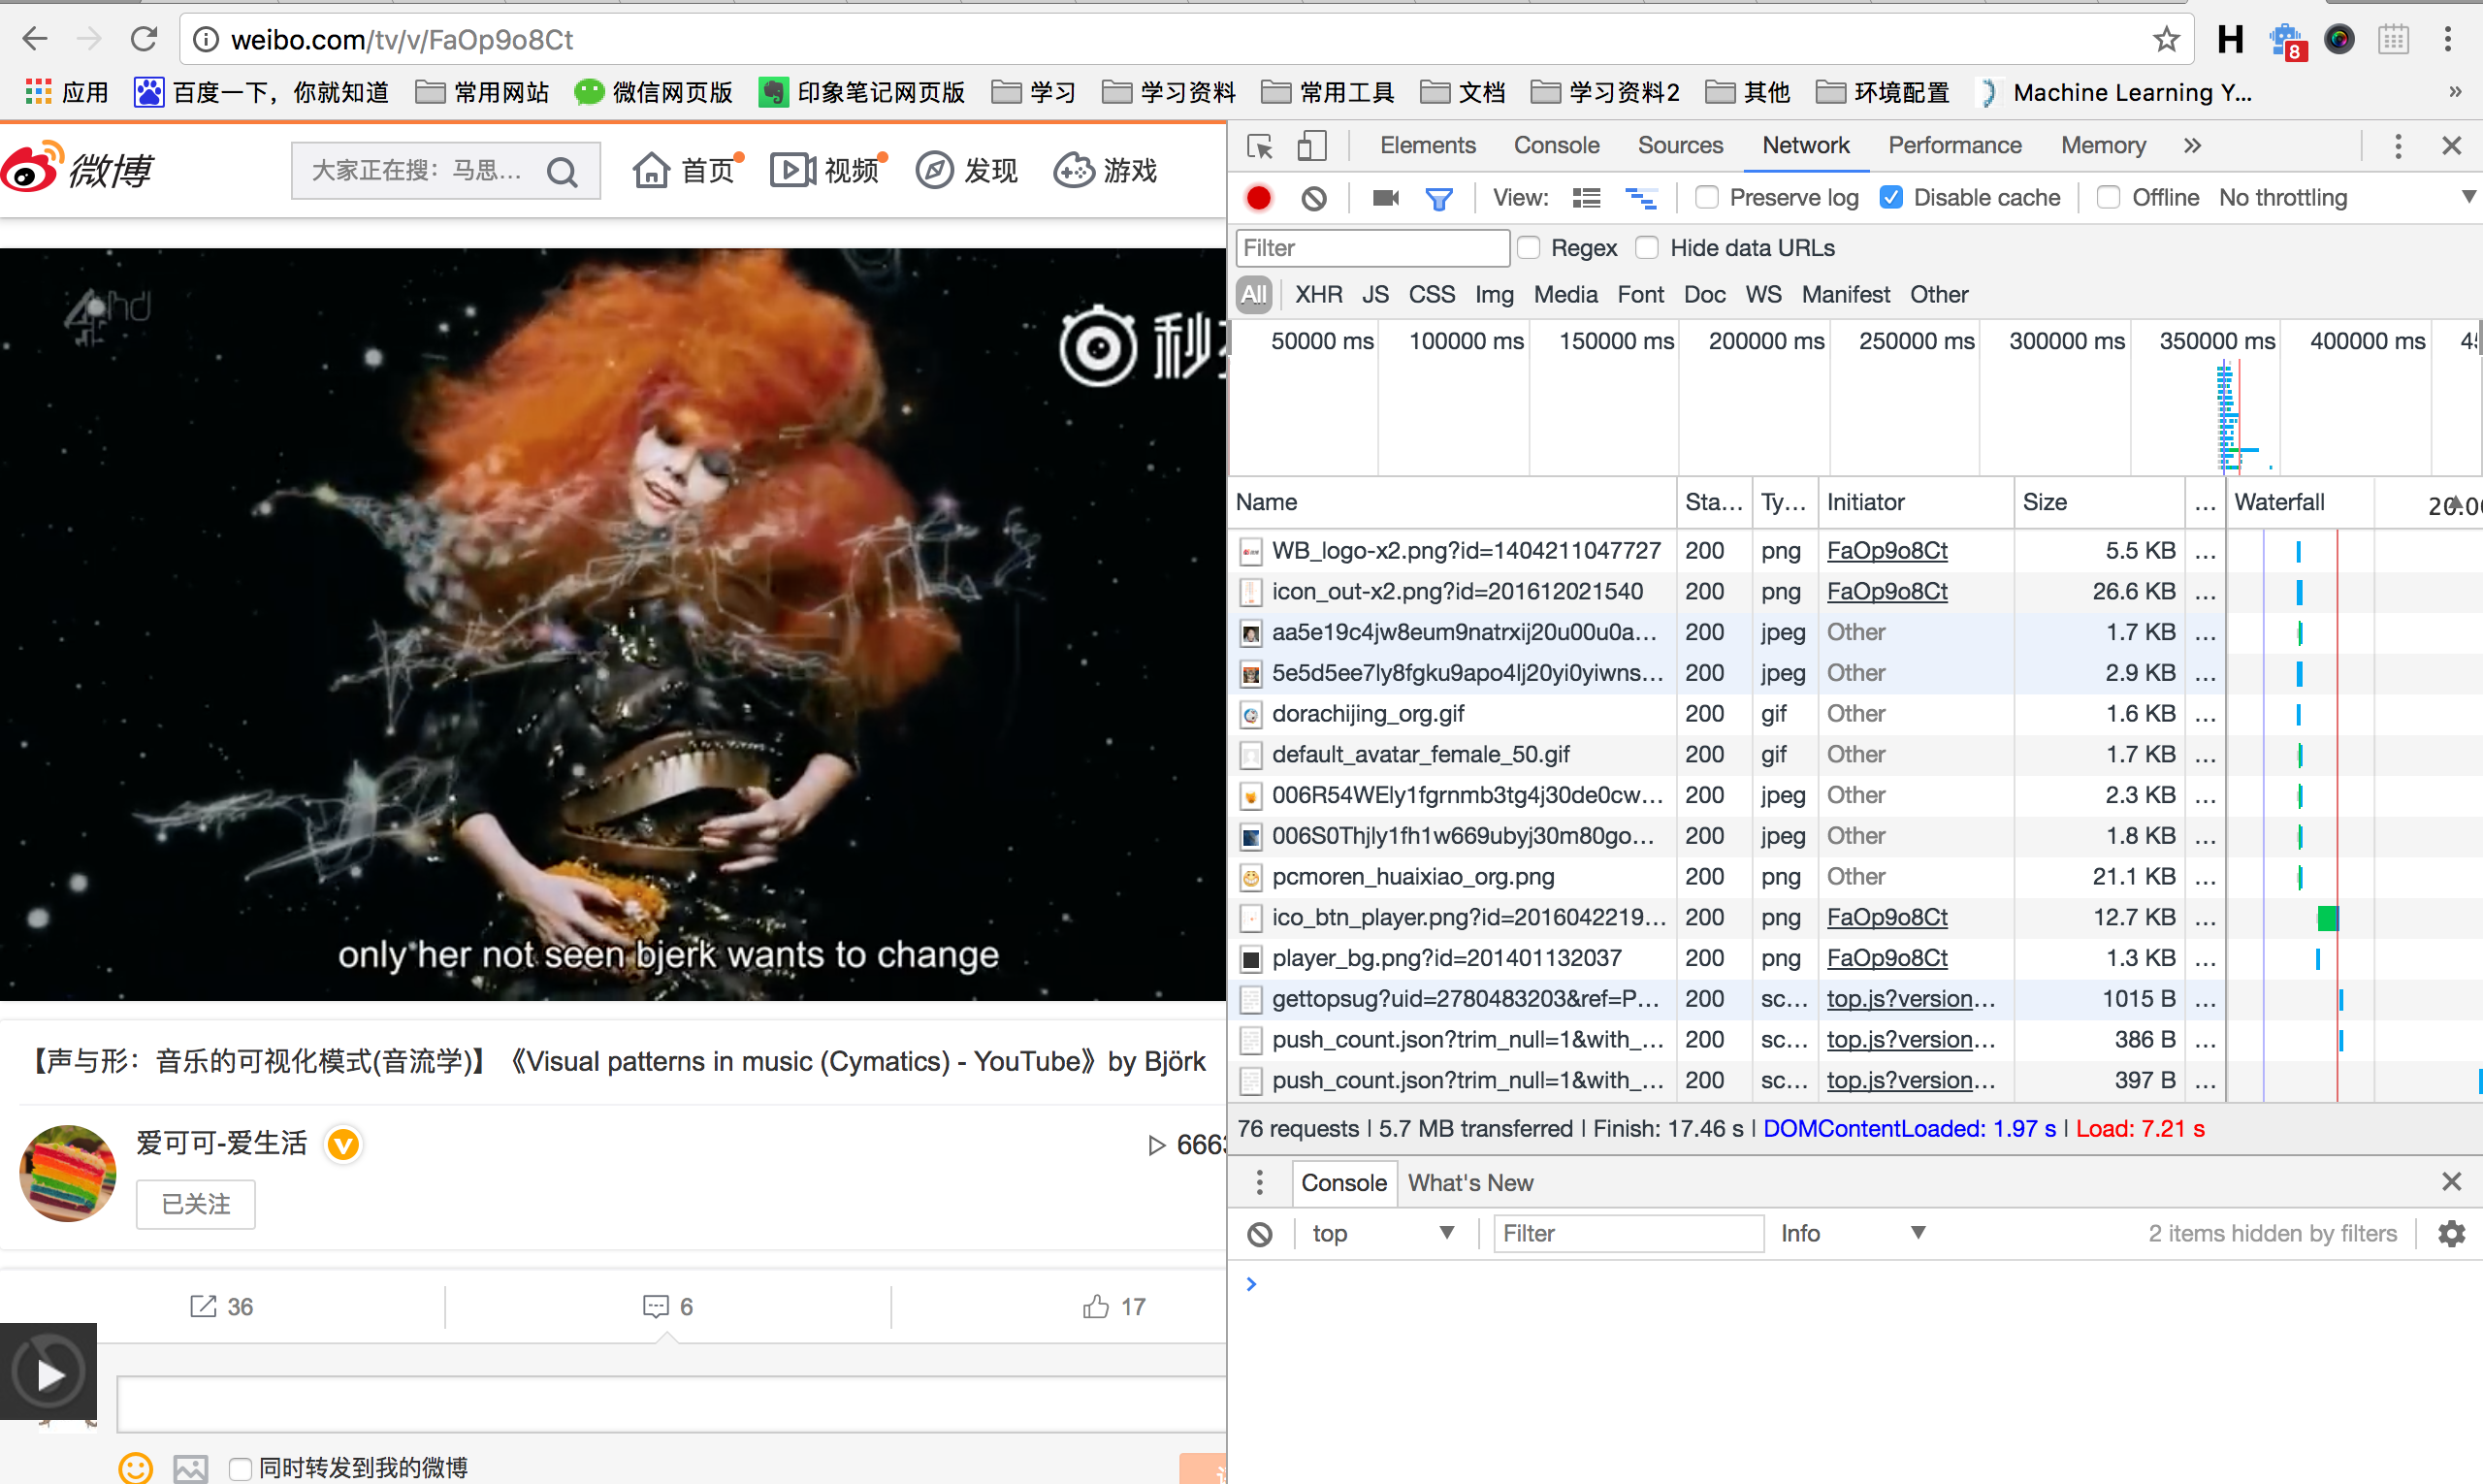 weibo.com/tv/v/FaOp9o8Ct
8
应用 百度一下，你就知道 常用网站 微信网页版 印象笔记网页版 学习 学习资料 常用工具 文档 学习资料2 其他 环境配置 Machine Learning Y...
微博 大家正在搜：马思... 首页 视频 发现 游戏
4 hd
秒
only her not seen bjerk wants to change
【声与形：音乐的可视化模式(音流学)】《Visual patterns in music (Cymatics) - YouTube》by Björk
爱可可-爱生活
已关注
36 6 17
同时转发到我的微博
Elements Console Sources Network Performance Memory
View: Preserve log Disable cache Offline No throttling
Filter Regex Hide data URLs
All XHR JS CSS Img Media Font Doc WS Manifest Other
50000 ms 100000 ms 150000 ms 200000 ms 250000 ms 300000 ms 350000 ms 400000 ms
Name Sta... Ty... Initiator Size ... Waterfall
WB_logo-x2.png?id=1404211047727 200 png FaOp9o8Ct 5.5 KB ...
icon_out-x2.png?id=201612021540 200 png FaOp9o8Ct 26.6 KB ...
aa5e19c4jw8eum9natrxij20u00u0a... 200 jpeg Other 1.7 KB ...
5e5d5ee7ly8fgku9apo4lj20yi0yiwns... 200 jpeg Other 2.9 KB ...
dorachijing_org.gif 200 gif Other 1.6 KB ...
default_avatar_female_50.gif 200 gif Other 1.7 KB ...
006R54WEly1fgrnmb3tg4j30de0cw... 200 jpeg Other 2.3 KB ...
006S0Thjly1fh1w669ubyj30m80go... 200 jpeg Other 1.8 KB ...
pcmoren_huaixiao_org.png 200 png Other 21.1 KB ...
ico_btn_player.png?id=2016042219... 200 png FaOp9o8Ct 12.7 KB ...
player_bg.png?id=201401132037 200 png FaOp9o8Ct 1.3 KB ...
gettopsug?uid=2780483203&ref=P... 200 sc... top.js?version... 1015 B ...
push_count.json?trim_null=1&with_... 200 sc... top.js?version... 386 B ...
push_count.json?trim_null=1&with_... 200 sc... top.js?version... 397 B ...
76 requests | 5.7 MB transferred | Finish: 17.46 s | DOMContentLoaded: 1.97 s | Load: 7.21 s
Console What's New
top Filter Info 2 items hidden by filters